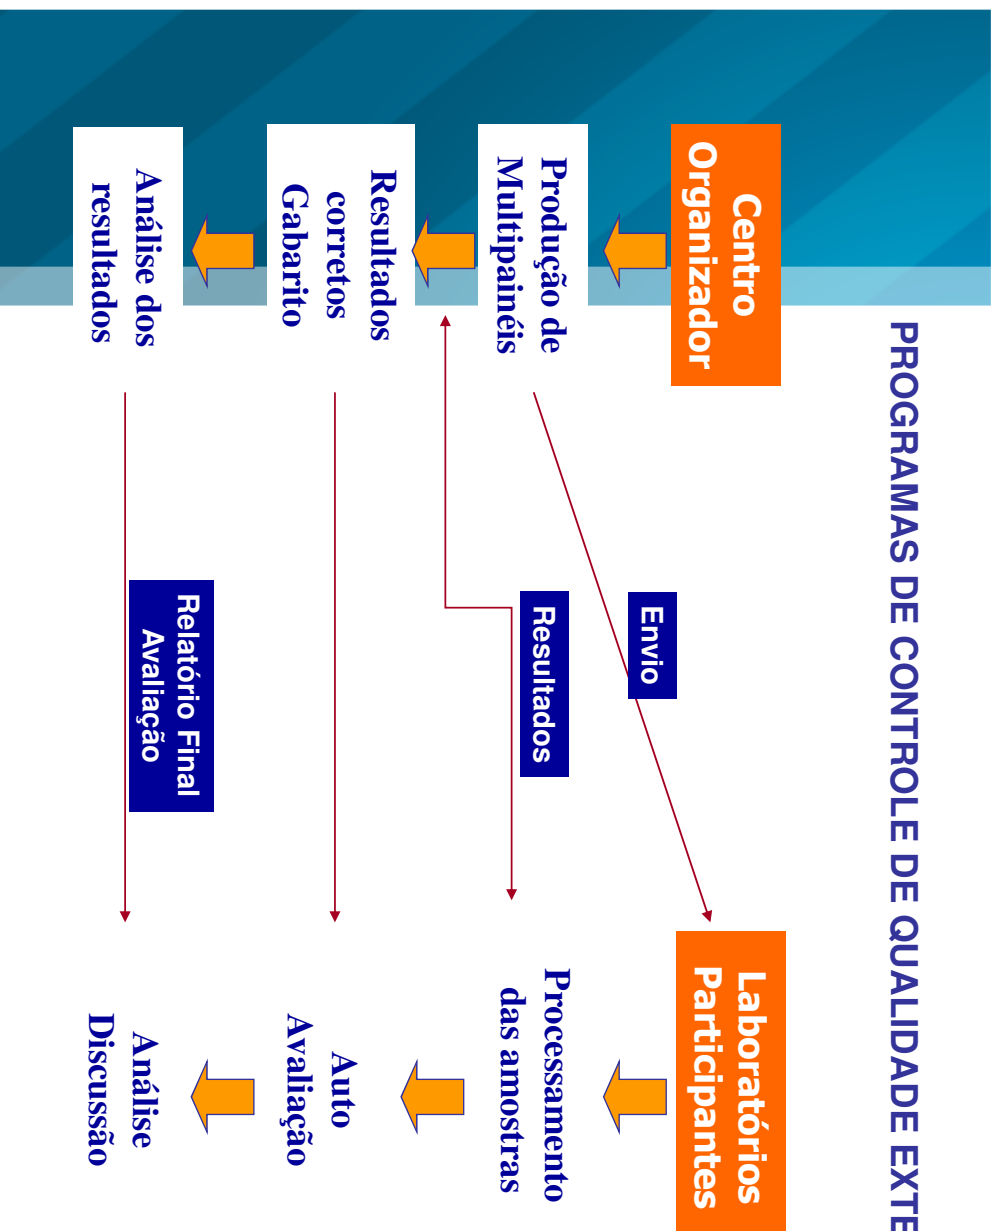 PROGRAMAS DE CONTROLE DE QUALIDADE EXTE
Centro
Organizador
Laboratórios
Participantes
Envio
Produção de
Multipainéis
Processamento
das amostras
Resultados
Resultados
corretos
Gabarito
Auto
Avaliação
Relatório Final
Avaliação
Análise dos
resultados
Análise
Discussão